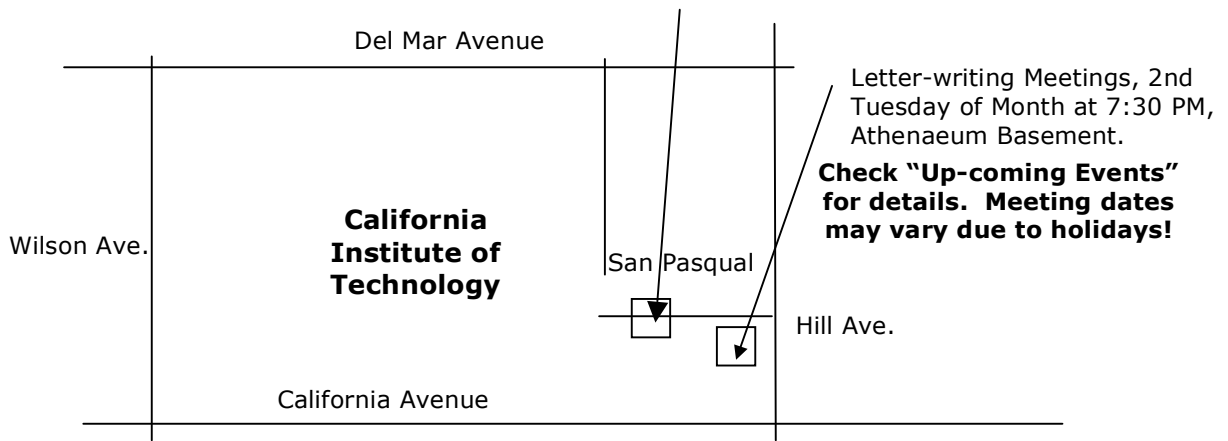 Del Mar Avenue
Letter-writing Meetings, 2nd
Tuesday of Month at 7:30 PM,
Athenaeum Basement.
Check “Up-coming Events”
for details.  Meeting dates
may vary due to holidays!
California
Institute of
Technology
Wilson Ave.
San Pasqual
Hill Ave.
California Avenue